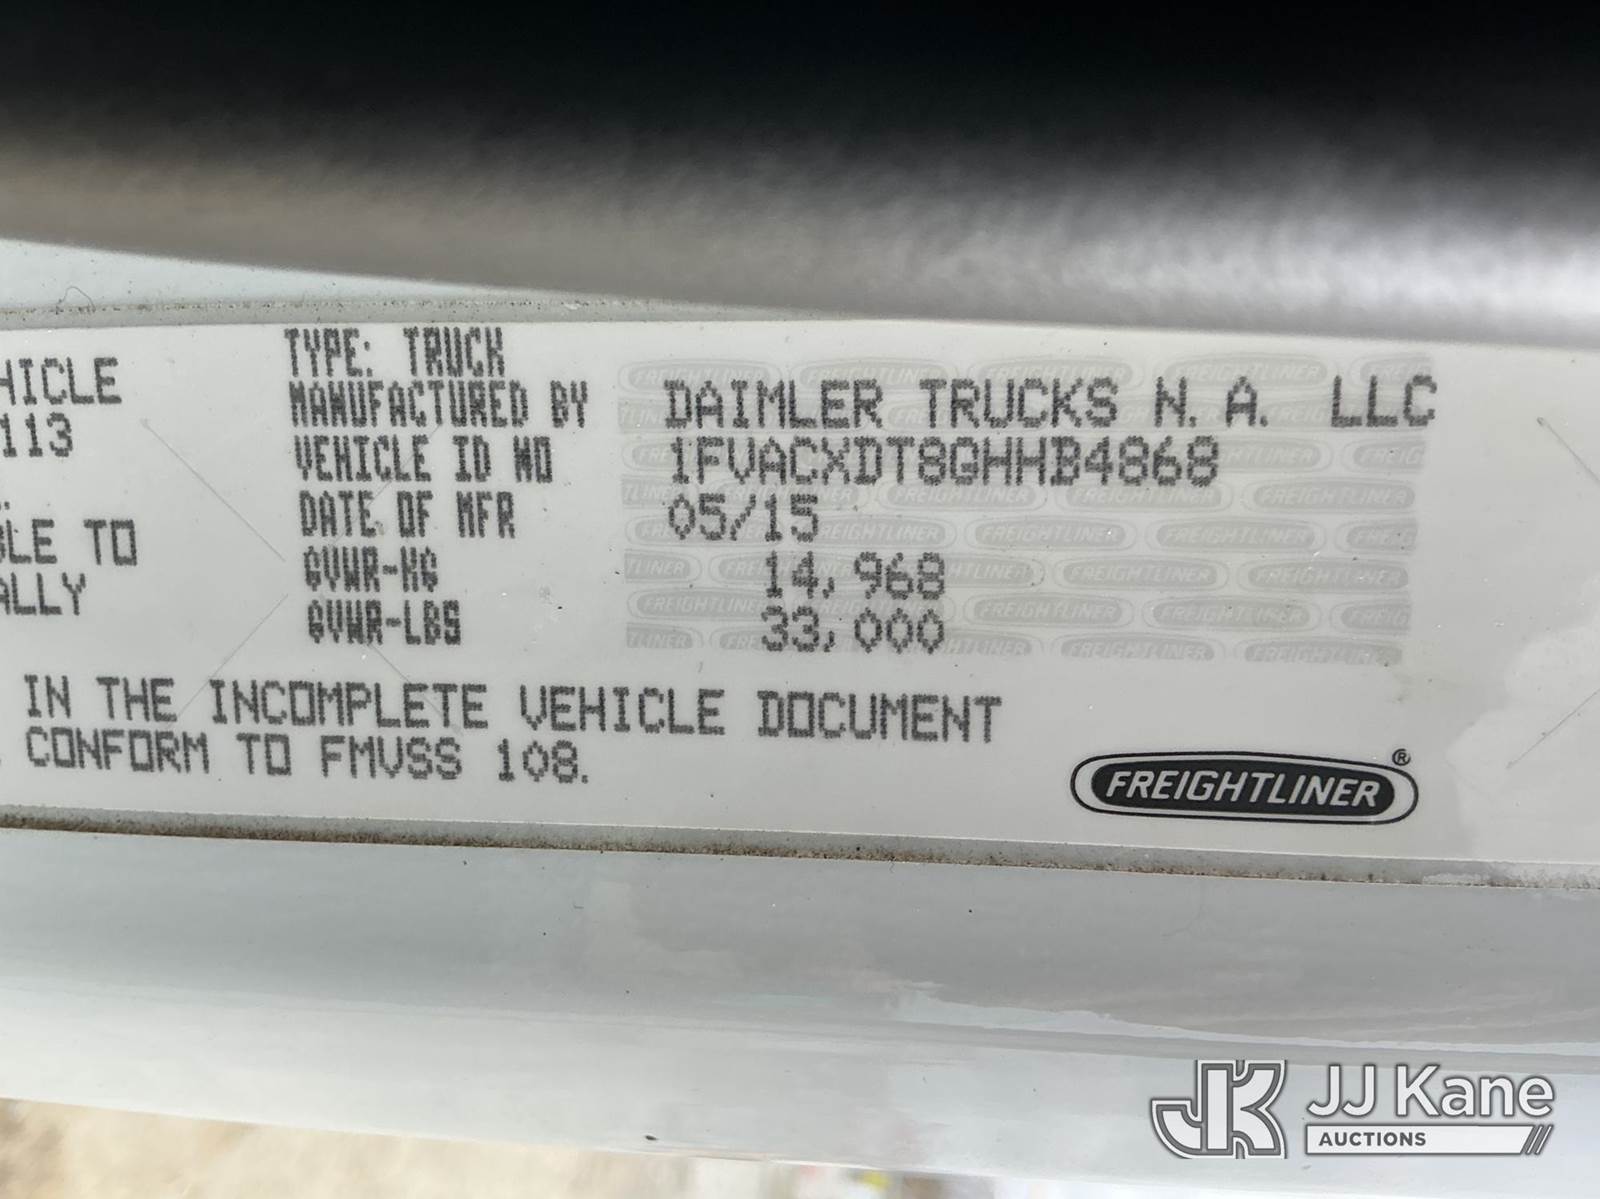 HICLE
113
TO
ALLY
TYPE: TRUCK
MANUFACTURED BY DAIMLER TRUCKS N. A. LLC
VEHICLE ID NO 1FVACXDT8GHHB4868
DATE OF MFR 05/15
GVWR-KG 14,968
GVWR-LBS 33,000
IN THE INCOMPLETE VEHICLE DOCUMENT
CONFORM TO FMVSS 108.
FREIGHTLINER®
JK JJ Kane
AUCTIONS